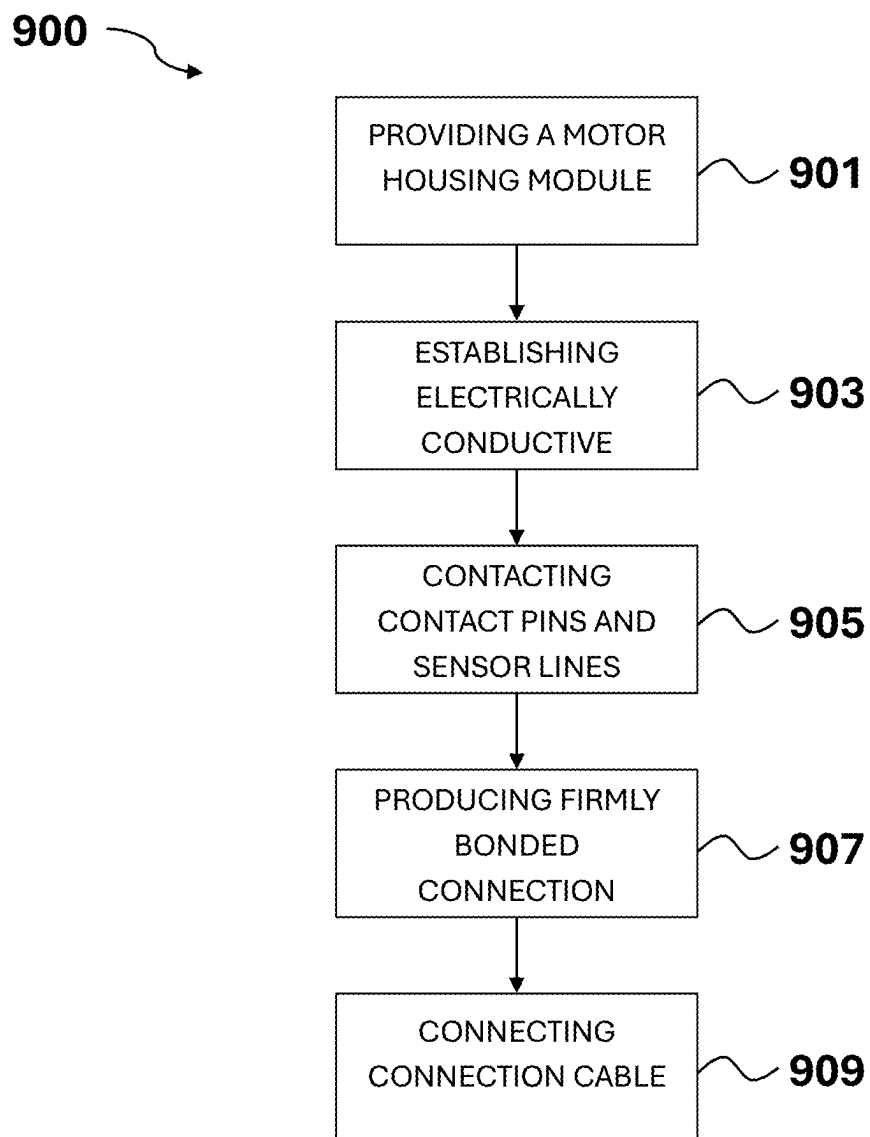 900
PROVIDING A MOTOR
HOUSING MODULE
901
ESTABLISHING
ELECTRICALLY
CONDUCTIVE
903
CONTACTING
CONTACT PINS AND
SENSOR LINES
905
PRODUCING FIRMLY
BONDED
CONNECTION
907
CONNECTING
CONNECTION CABLE
909